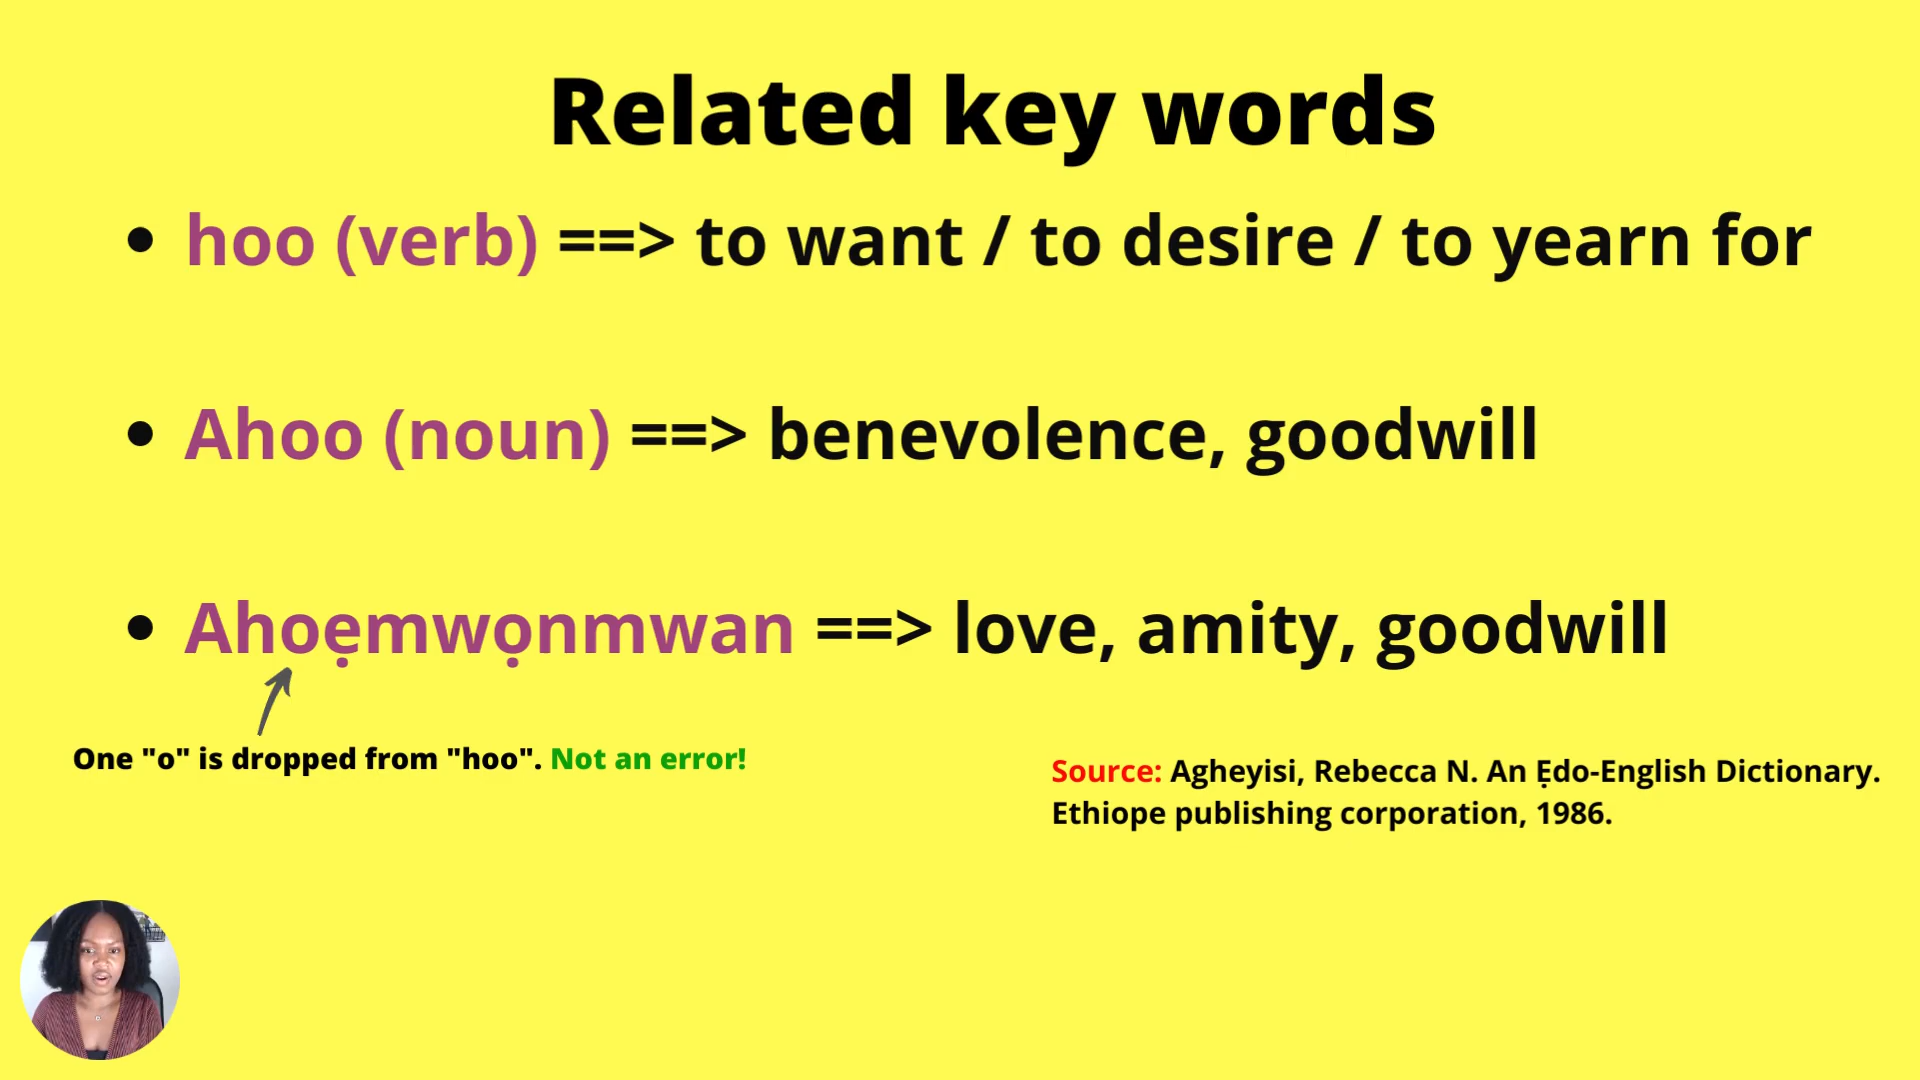 Related key words
• hoo (verb) ==> to want / to desire / to yearn for
• Ahoo (noun) ==> benevolence, goodwill
• Ahoẹmwọnmwan ==> love, amity, goodwill
One "o" is dropped from "hoo". Not an error!
Source: Agheyisi, Rebecca N. An Ẹdo-English Dictionary.
Ethiope publishing corporation, 1986.